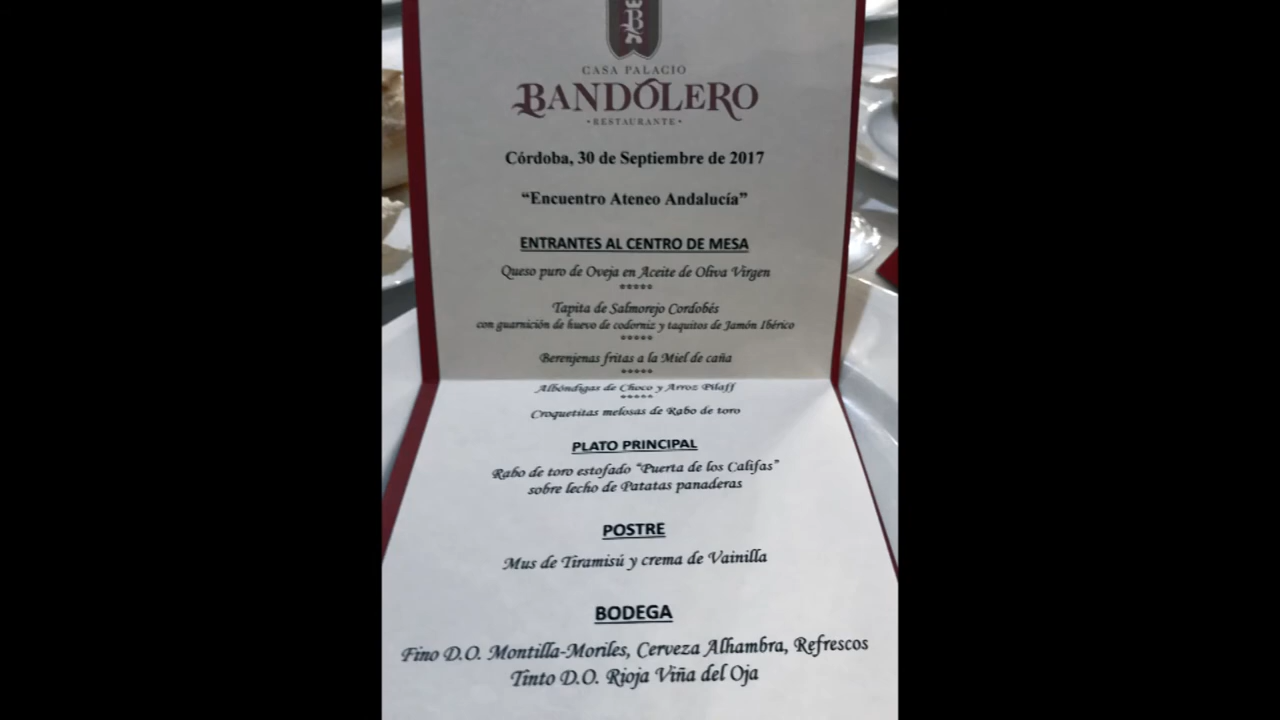 B
CASA PALACIO
BANDOLERO
· RESTAURANTE ·
Córdoba, 30 de Septiembre de 2017
“Encuentro Ateneo Andalucía”
ENTRANTES AL CENTRO DE MESA
Queso puro de Oveja en Aceite de Oliva Virgen
*****
Tapita de Salmorejo Cordobés
con guarnición de huevo de codorniz y taquitos de Jamón Ibérico
*****
Berenjenas fritas a la Miel de caña
*****
Albóndigas de Choco y Arroz Pilaff
*****
Croquetitas melosas de Rabo de toro
PLATO PRINCIPAL
Rabo de toro estofado “Puerta de los Califas”
sobre lecho de Patatas panaderas
POSTRE
Mus de Tiramisú y crema de Vainilla
BODEGA
Fino D.O. Montilla-Moriles, Cerveza Alhambra, Refrescos
Tinto D.O. Rioja Viña del Oja